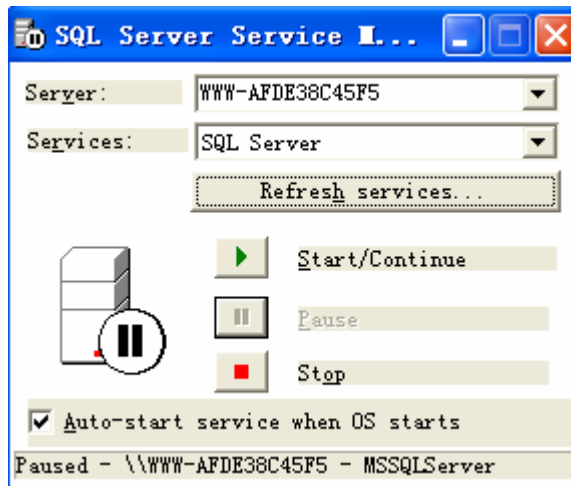 SQL Server Service M...
Server: WWW-AFDE38C45F5
Services: SQL Server
Refresh services...
Start/Continue
Pause
Stop
Auto-start service when OS starts
Paused - \\WWW-AFDE38C45F5 - MSSQLServer